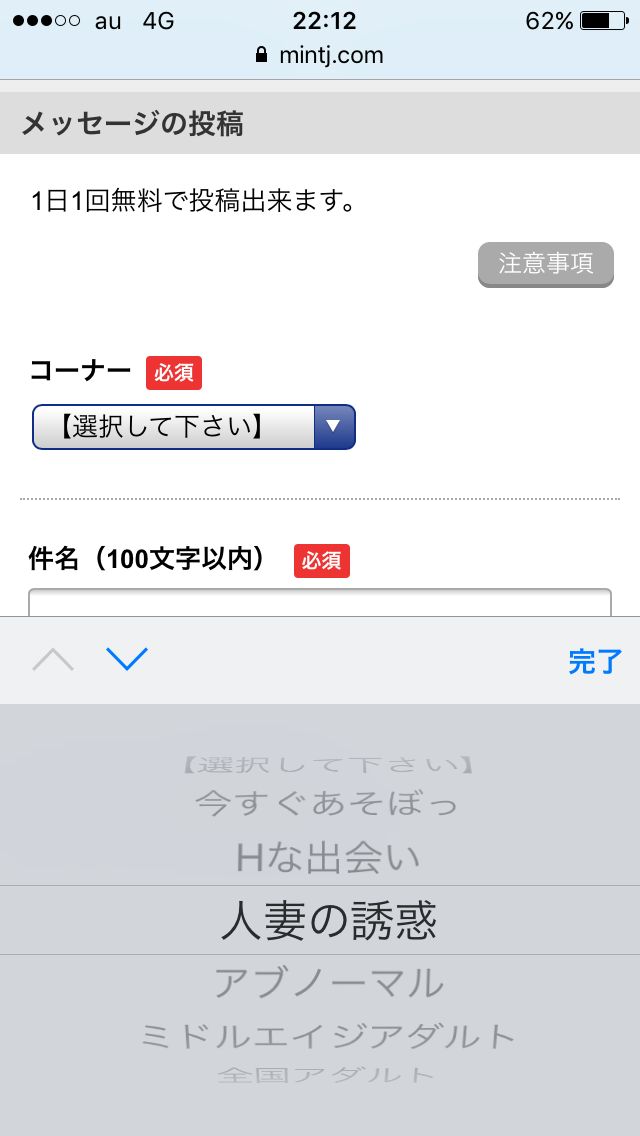 au 4G 22:12 62%
mintj.com
メッセージの投稿
1日1回無料で投稿出来ます。
注意事項
コーナー 必須
【選択して下さい】
件名（100文字以内） 必須
完了
【選択して下さい】
今すぐあそぼっ
Hな出会い
人妻の誘惑
アブノーマル
ミドルエイジアダルト
全国アダルト